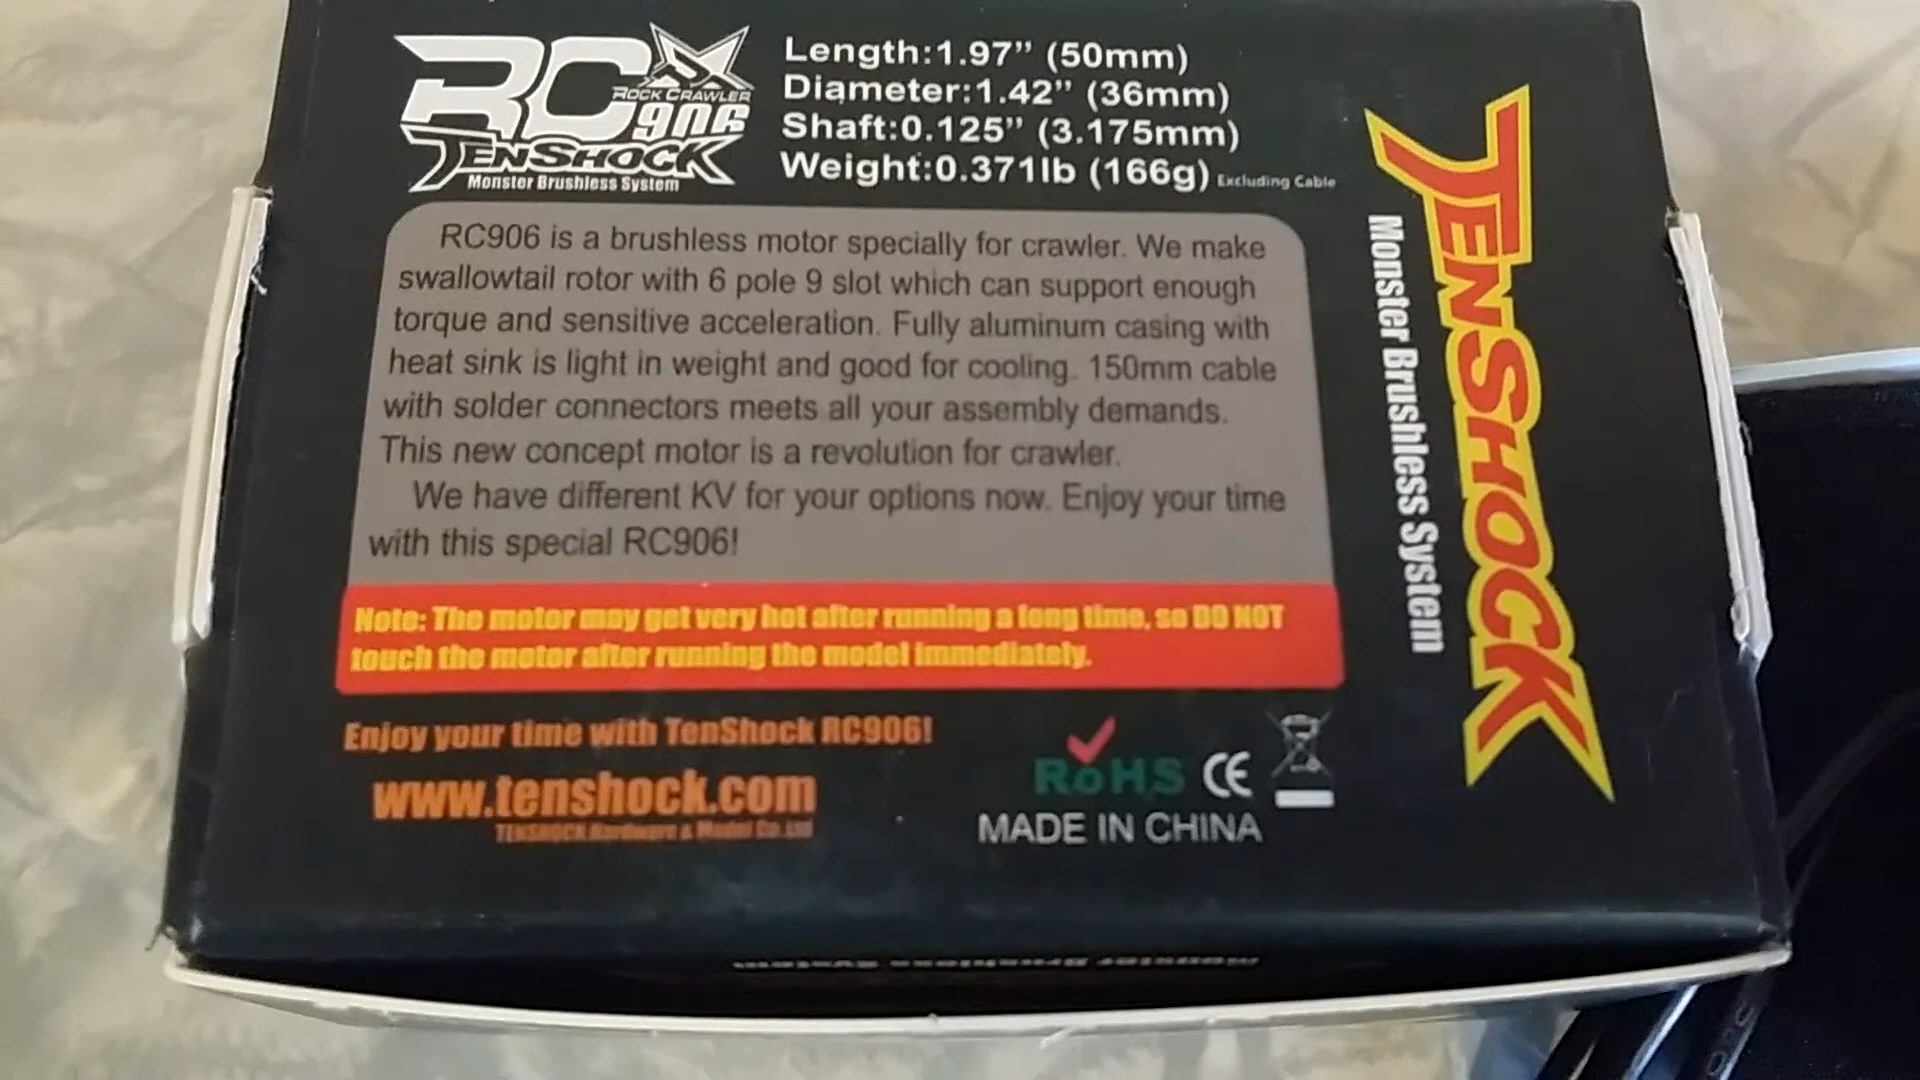 RC
ROCK CRAWLER
906
TENSHOCK
Monster Brushless System
Length:1.97” (50mm)
Diameter:1.42” (36mm)
Shaft:0.125” (3.175mm)
Weight:0.371lb (166g) Excluding Cable
RC906 is a brushless motor specially for crawler. We make
swallowtail rotor with 6 pole 9 slot which can support enough
torque and sensitive acceleration. Fully aluminum casing with
heat sink is light in weight and good for cooling. 150mm cable
with solder connectors meets all your assembly demands.
This new concept motor is a revolution for crawler.
We have different KV for your options now. Enjoy your time
with this special RC906!
Note: The motor may get very hot after running a long time, so DO NOT
touch the motor after running the model immediately.
Enjoy your time with TenShock RC906!
www.tenshock.com
TENSHOCK Hardware & Model Co.Ltd
RoHS CE
MADE IN CHINA
TENSHOCK
Monster Brushless System